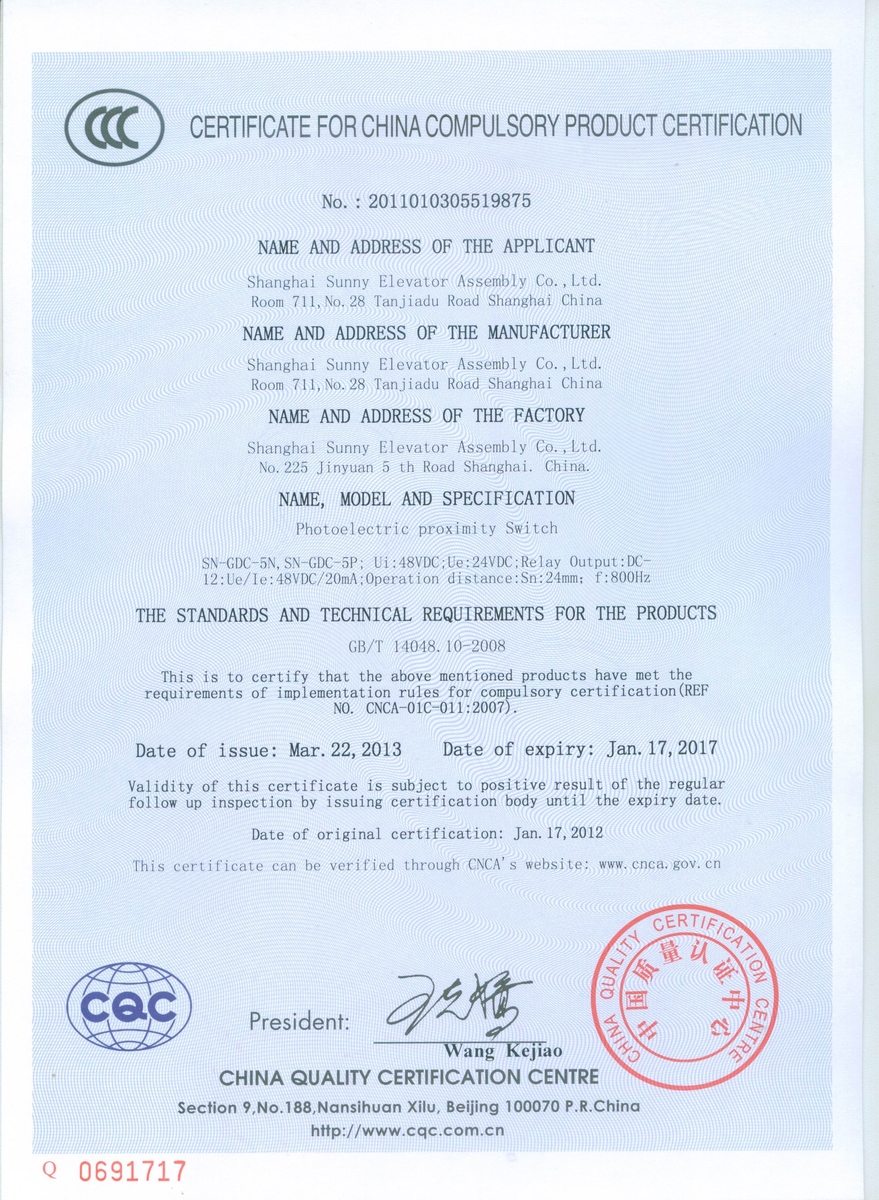 CCC
CERTIFICATE FOR CHINA COMPULSORY PRODUCT CERTIFICATION
No. : 2011010305519875
NAME AND ADDRESS OF THE APPLICANT
Shanghai Sunny Elevator Assembly Co.,Ltd.
Room 711,No.28 Tanjiadu Road Shanghai China
NAME AND ADDRESS OF THE MANUFACTURER
Shanghai Sunny Elevator Assembly Co.,Ltd.
Room 711,No.28 Tanjiadu Road Shanghai China
NAME AND ADDRESS OF THE FACTORY
Shanghai Sunny Elevator Assembly Co.,Ltd.
No.225 Jinyuan 5 th Road Shanghai. China.
NAME, MODEL AND SPECIFICATION
Photoelectric proximity Switch
SN-GDC-5N,SN-GDC-5P; Ui:48VDC;Ue:24VDC;Relay Output:DC-
12:Ue/Ie:48VDC/20mA;Operation distance:Sn:24mm; f:800Hz
THE STANDARDS AND TECHNICAL REQUIREMENTS FOR THE PRODUCTS
GB/T 14048.10-2008
This is to certify that the above mentioned products have met the
requirements of implementation rules for compulsory certification(REF
NO. CNCA-01C-011:2007).
Date of issue: Mar.22,2013 Date of expiry: Jan.17,2017
Validity of this certificate is subject to positive result of the regular
follow up inspection by issuing certification body until the expiry date.
Date of original certification: Jan.17,2012
This certificate can be verified through CNCA's website: www.cnca.gov.cn
CQC
President:
Wang Kejiao
CHINA QUALITY CERTIFICATION CENTRE
中国质量认证中心
CHINA QUALITY CERTIFICATION CENTRE
Section 9,No.188,Nansihuan Xilu, Beijing 100070 P.R.China
http://www.cqc.com.cn
Q 0691717